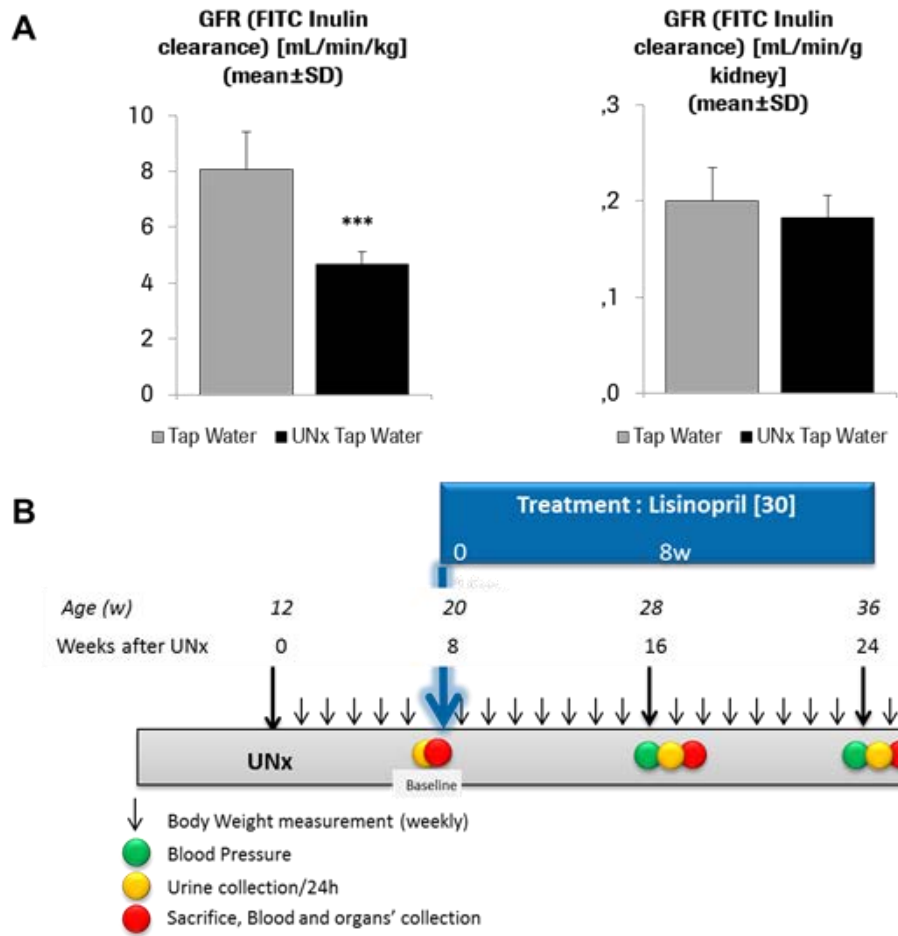 A
GFR (FITC Inulin
clearance) [mL/min/kg]
(mean±SD)
10
8
6
4
2
0
***
Tap Water UNx Tap Water
GFR (FITC Inulin
clearance) [mL/min/g
kidney]
(mean±SD)
,3
,2
,1
,0
Tap Water UNx Tap Water
B
Treatment : Lisinopril [30]
0 8w
Age (w) 12 20 28 36
Weeks after UNx 0 8 16 24
UNx
Baseline
Body Weight measurement (weekly)
Blood Pressure
Urine collection/24h
Sacrifice, Blood and organs' collection